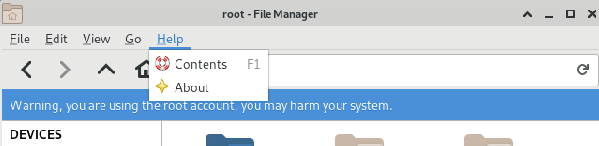 root - File Manager
File Edit View Go Help
Contents F1
About
Warning, you are using the root account, you may harm your system.
DEVICES